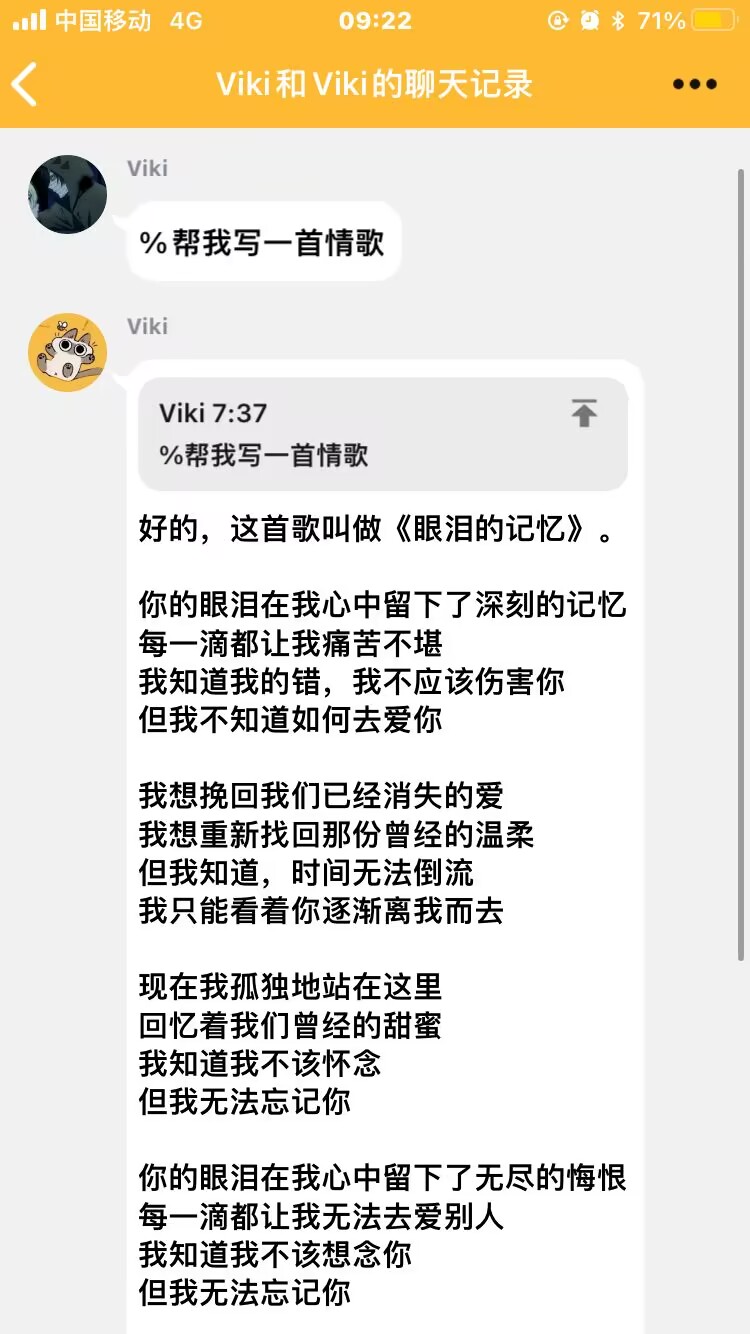 中国移动 4G 09:22 71%
Viki和Viki的聊天记录
Viki
%帮我写一首情歌
Viki
Viki 7:37
%帮我写一首情歌
好的，这首歌叫做《眼泪的记忆》。
你的眼泪在我心中留下了深刻的记忆
每一滴都让我痛苦不堪
我知道我的错，我不应该伤害你
但我不知道如何去爱你
我想挽回我们已经消失的爱
我想重新找回那份曾经的温柔
但我知道，时间无法倒流
我只能看着你逐渐离我而去
现在我孤独地站在这里
回忆着我们曾经的甜蜜
我知道我不该怀念
但我无法忘记你
你的眼泪在我心中留下了无尽的悔恨
每一滴都让我无法去爱别人
我知道我不该想念你
但我无法忘记你